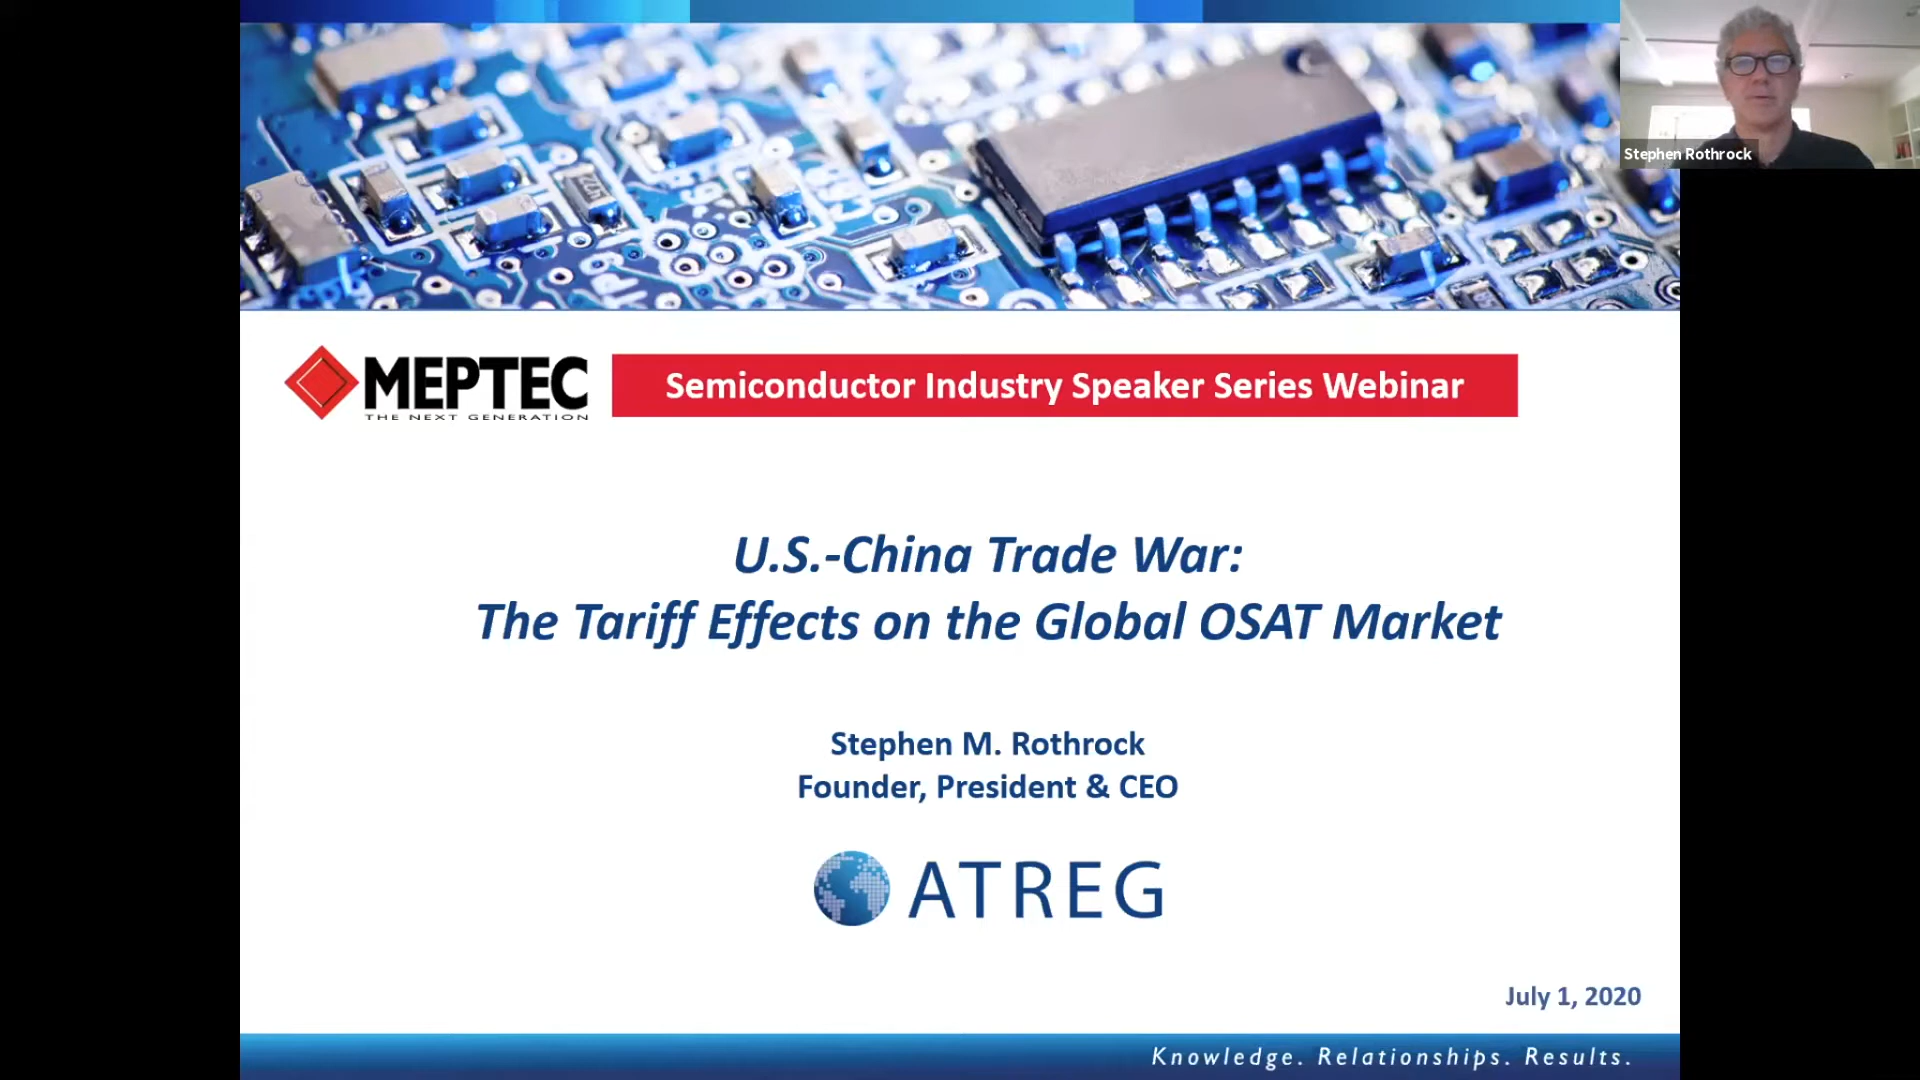 Stephen Rothrock
MEPTEC
THE NEXT GENERATION
Semiconductor Industry Speaker Series Webinar
U.S.-China Trade War:
The Tariff Effects on the Global OSAT Market
Stephen M. Rothrock
Founder, President & CEO
ATREG
July 1, 2020
Knowledge. Relationships. Results.